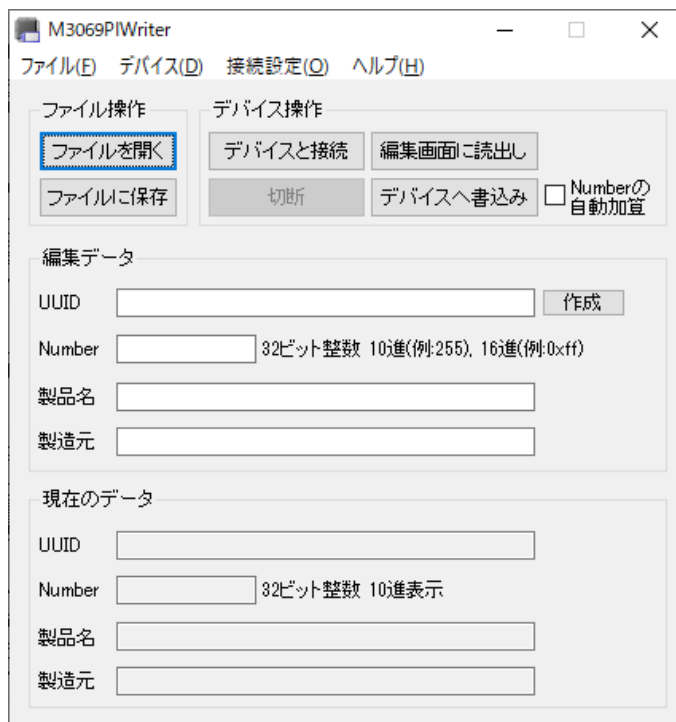 M3069PIWriter
ファイル(F) デバイス(D) 接続設定(O) ヘルプ(H)
ファイル操作
ファイルを開く
ファイルに保存
デバイス操作
デバイスと接続 編集画面に読出し
切断 デバイスへ書込み
Numberの
自動加算
編集データ
UUID 作成
Number 32ビット整数 10進(例:255), 16進(例:0xff)
製品名
製造元
現在のデータ
UUID
Number 32ビット整数 10進表示
製品名
製造元